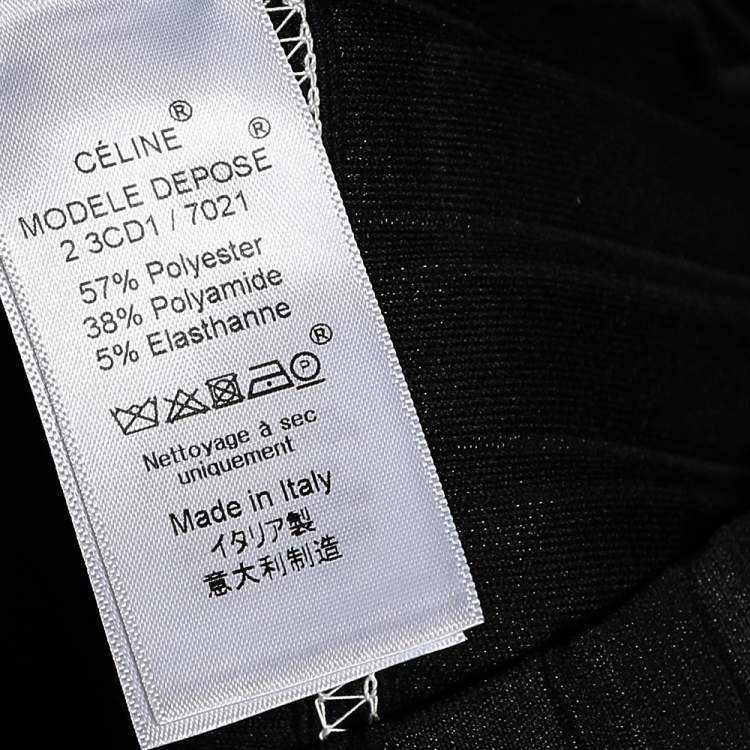 CÉLINE®
MODELE DEPOSE®
2 3CD1 / 7021
57% Polyester
38% Polyamide
5% Elasthanne
®
P
Nettoyage à sec
uniquement
Made in Italy
イタリア製
意大利制造